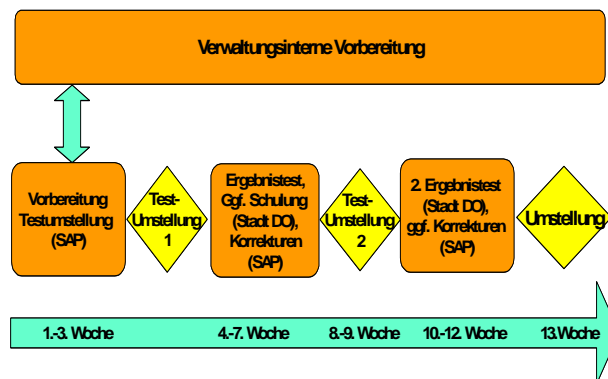 Verwaltungsinterne Vorbereitung
Vorbereitung
Testumstellung
(SAP)
Test-
Umstellung
1
Ergebnistest,
Ggf. Schulung
(Stadt DO),
Korrekturen
(SAP)
Test-
Umstellung
2
2. Ergebnistest
(Stadt DO),
ggf. Korrekturen
(SAP)
Umstellung
1.-3. Woche
4.-7. Woche
8.-9. Woche
10.-12. Woche
13.Woche